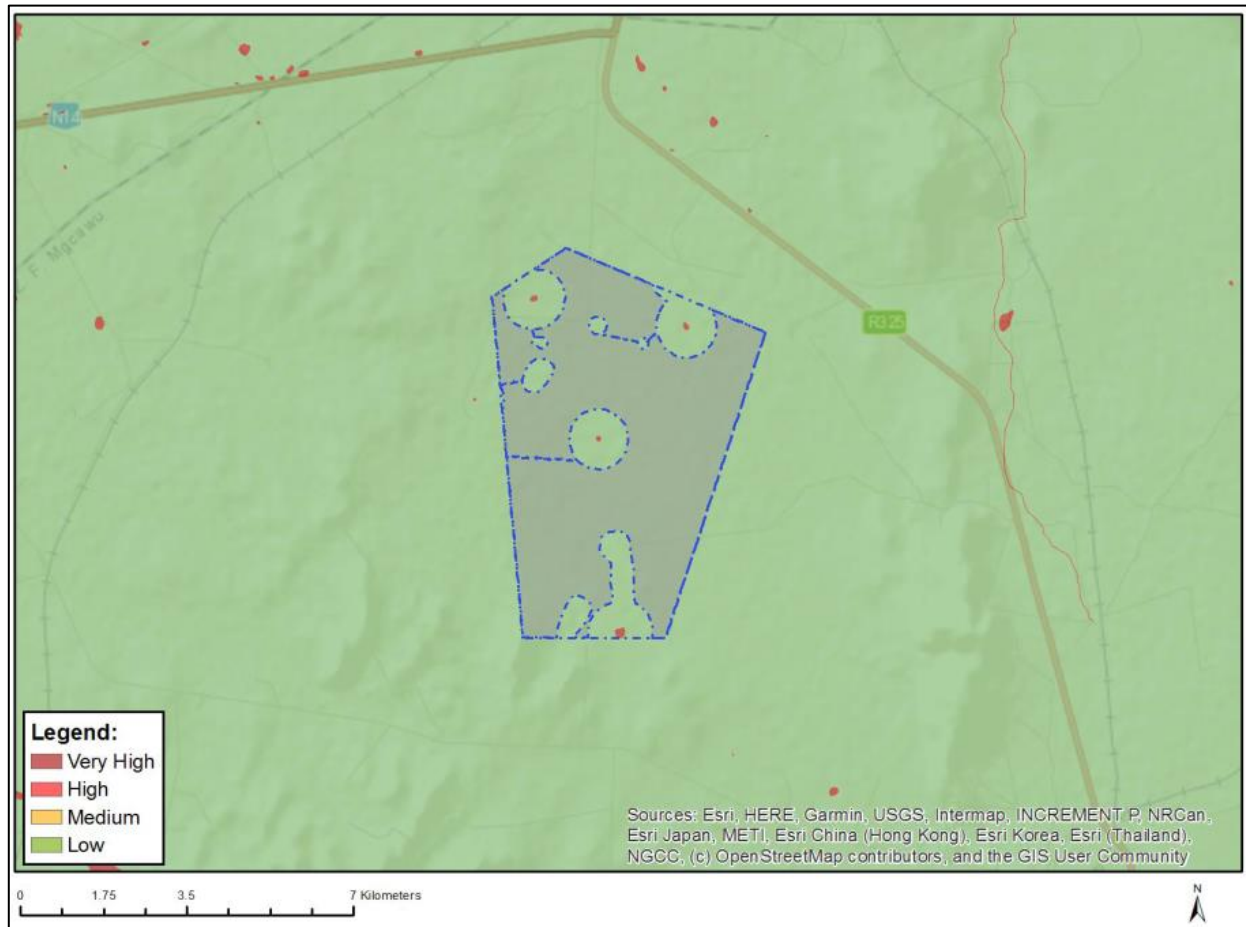 N14
F. Mgcawu
R325
Legend:
Very High
High
Medium
Low
Sources: Esri, HERE, Garmin, USGS, Intermap, INCREMENT P, NRCan,
Esri Japan, METI, Esri China (Hong Kong), Esri Korea, Esri (Thailand),
NGCC, (c) OpenStreetMap contributors, and the GIS User Community
0 1.75 3.5 7 Kilometers
N